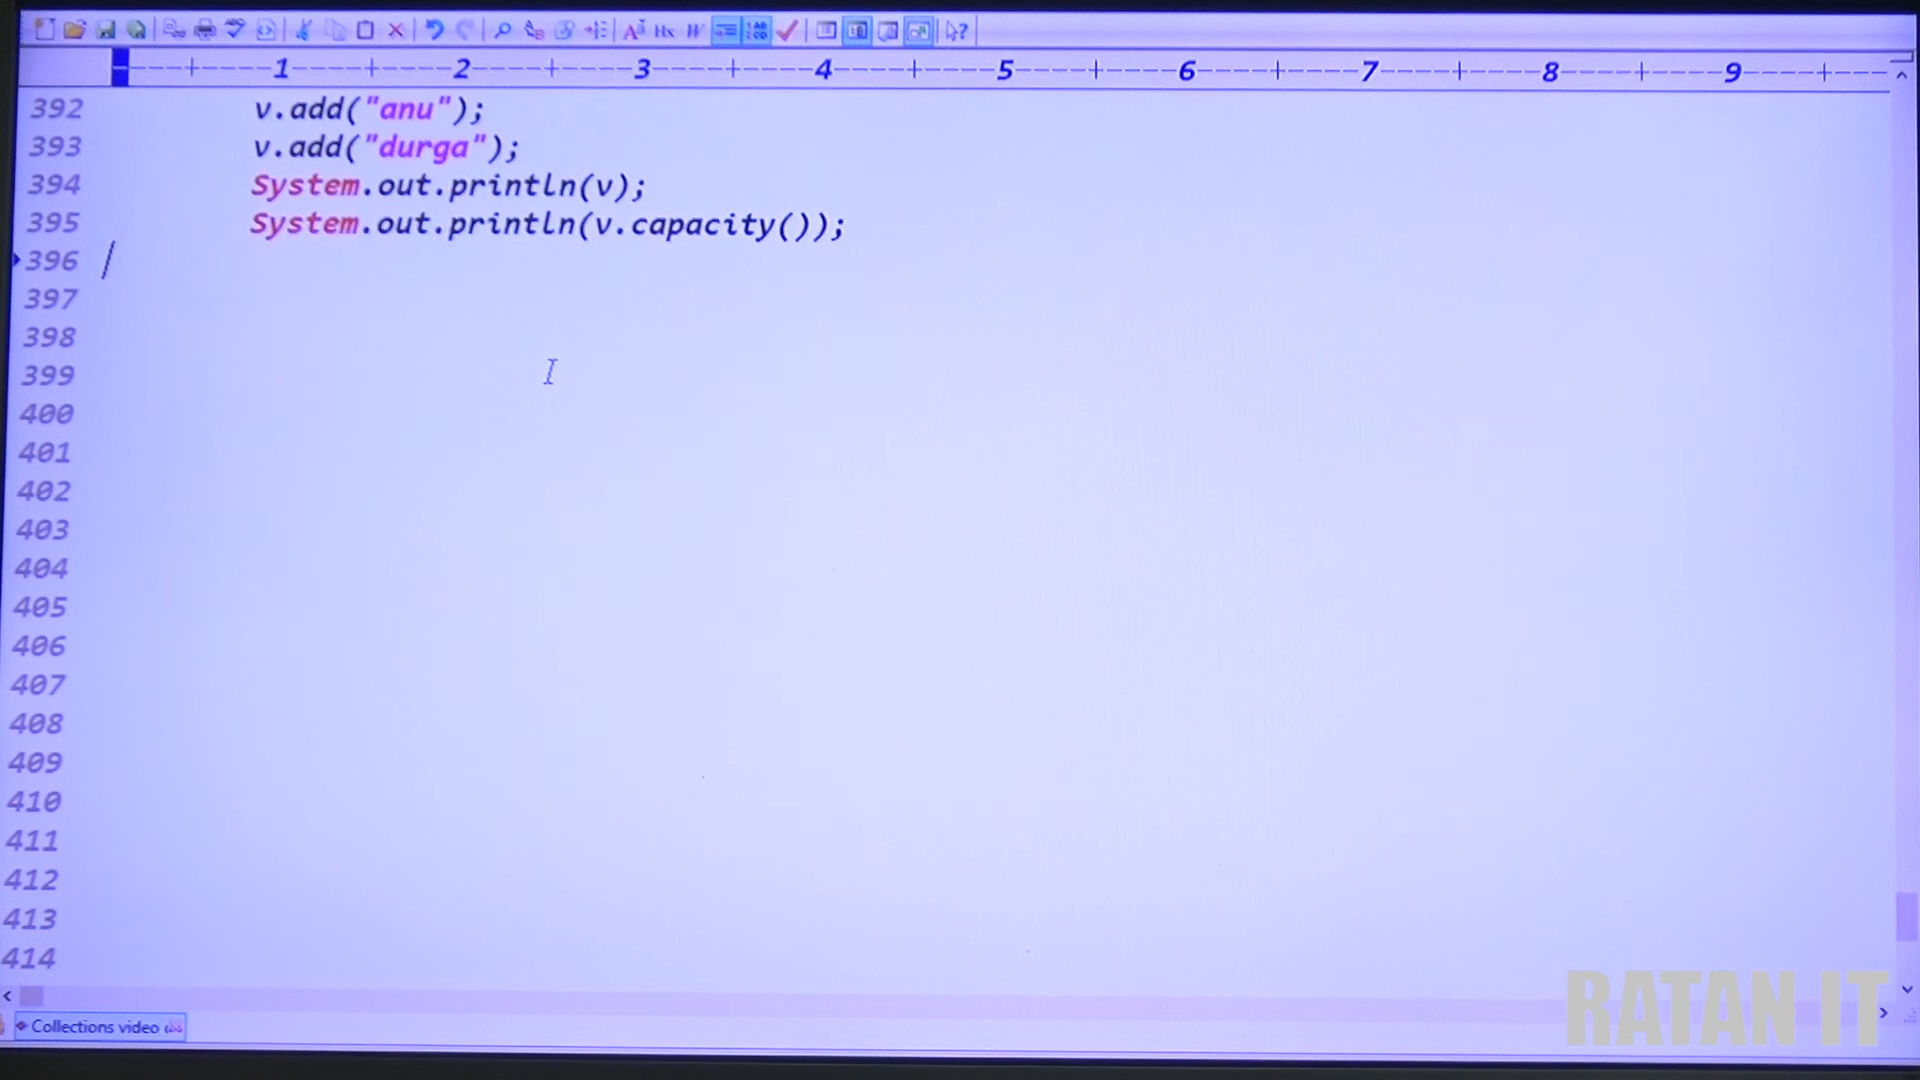 1 2 3 4 5 6 7 8 9
392 v.add("anu");
393 v.add("durga");
394 System.out.println(v);
395 System.out.println(v.capacity());
396
397
398
399
400
401
402
403
404
405
406
407
408
409
410
411
412
413
414
RATAN IT
Collections video